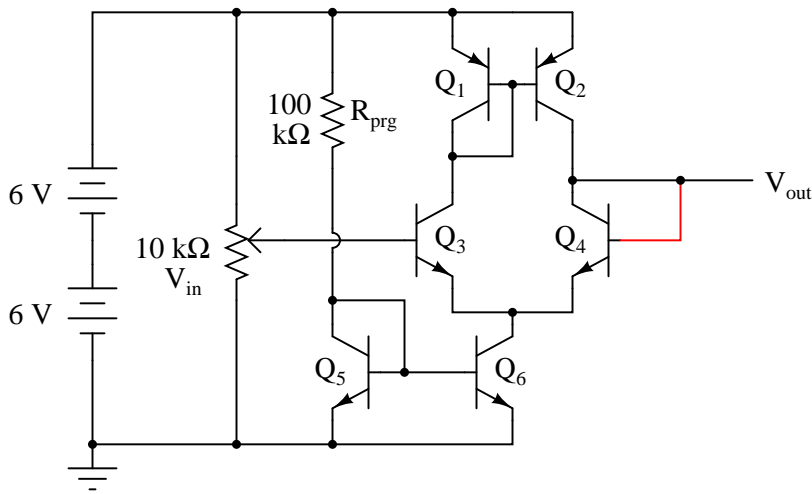 Q₁
Q₂
100
kΩ
Rₚᵣg
6 V
Vₒᵤₜ
10 kΩ
Vᵢₙ
Q₃
Q₄
6 V
Q₅
Q₆